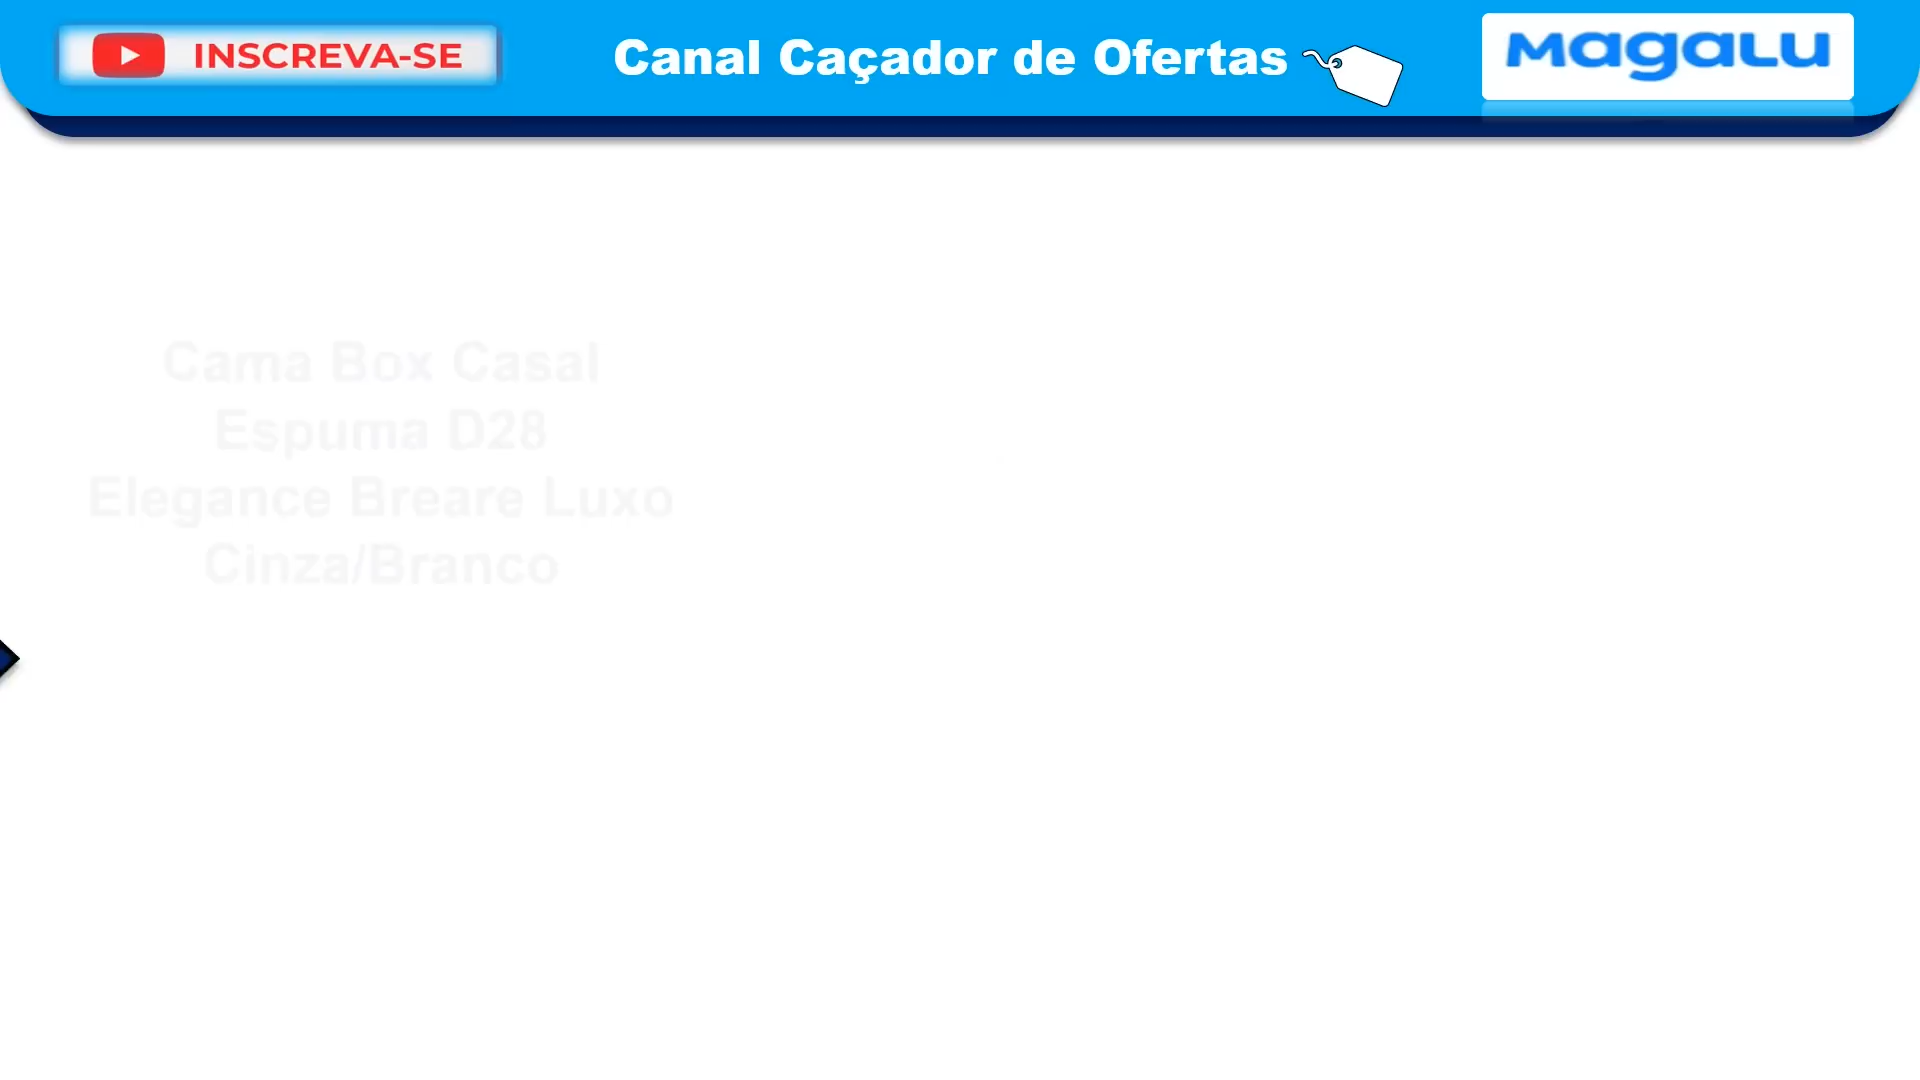 INSCREVA-SE
Canal Caçador de Ofertas
MagaLu
Cama Box Casal
Espuma D28
Elegance Breare Luxo
Cinza/Branco